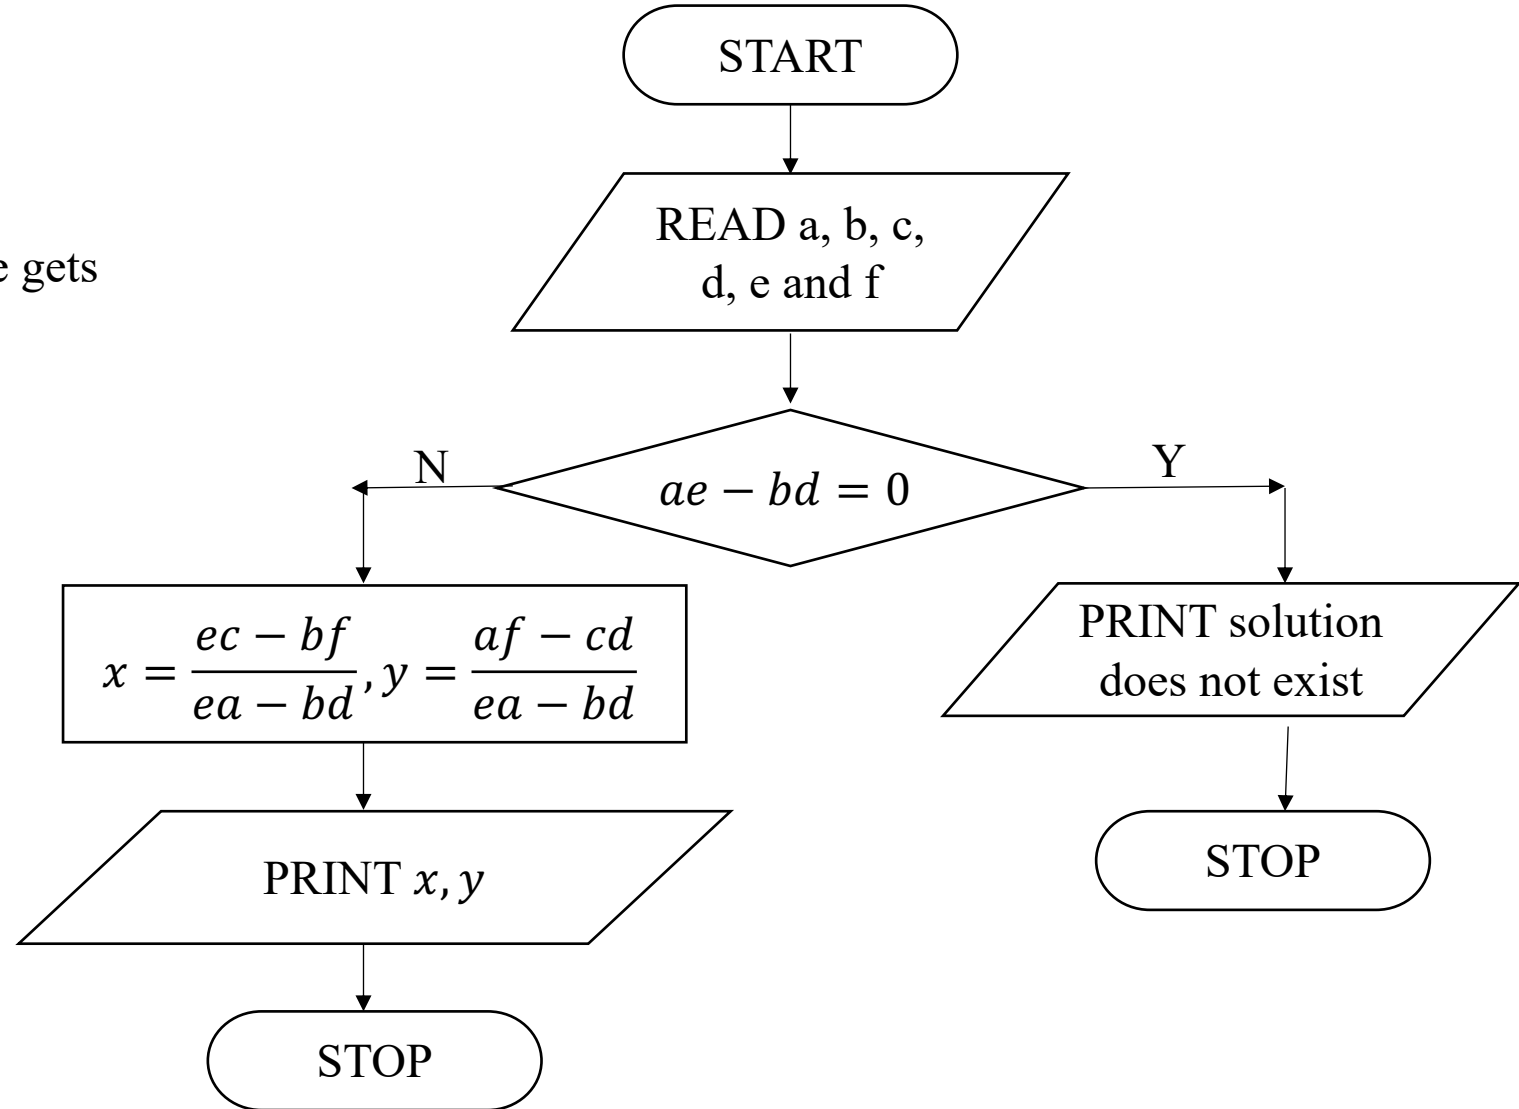 START
READ a, b, c,
d, e and f
e gets
N
Y
ae − bd = 0
x = (ec − bf)/(ea − bd), y = (af − cd)/(ea − bd)
PRINT solution
does not exist
PRINT x, y
STOP
STOP